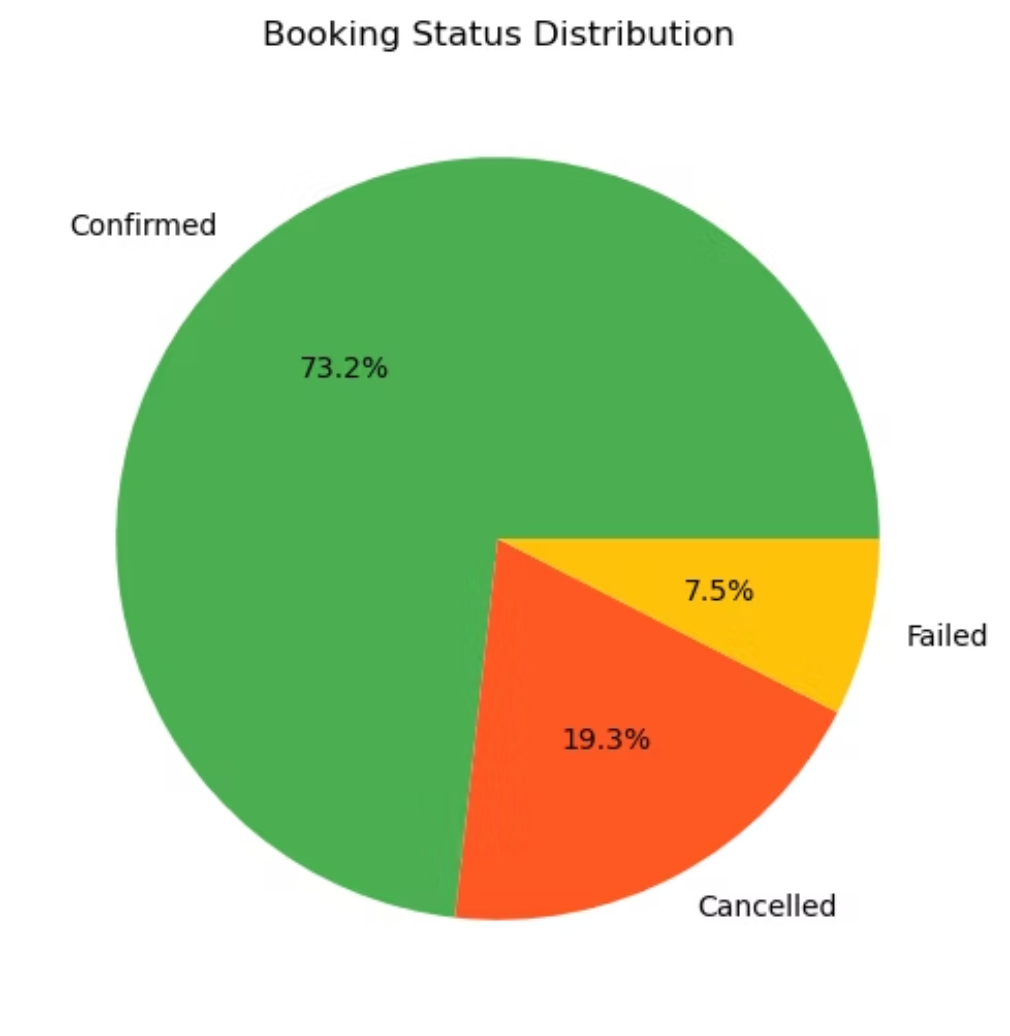 Booking Status Distribution
Confirmed
73.2%
7.5%
Failed
19.3%
Cancelled